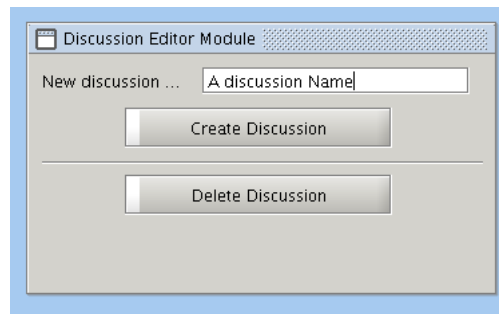 Discussion Editor Module
New discussion ... A discussion Name
Create Discussion
Delete Discussion